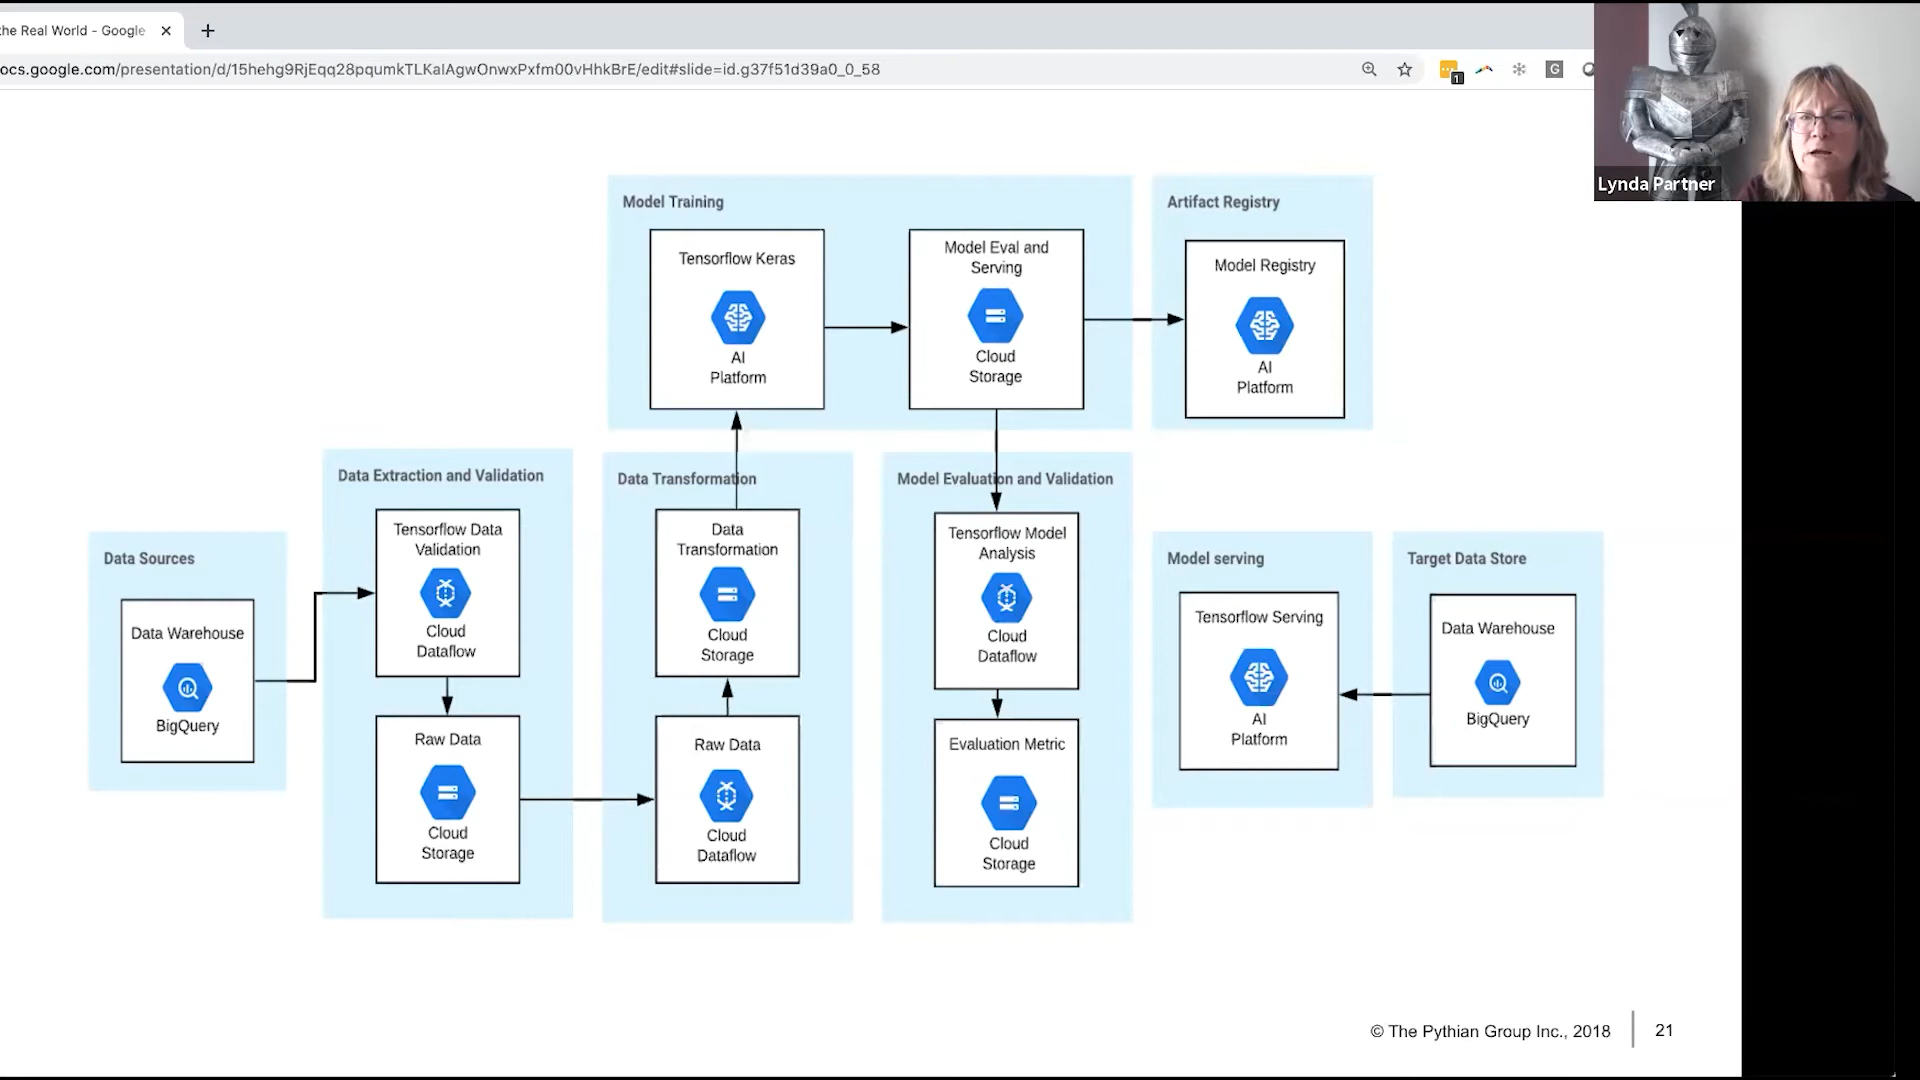 the Real World - Google
ocs.google.com/presentation/d/15hehg9RjEqq28pqumkTLKaIAgwOnwxPxfm00vHhkBrE/edit#slide=id.g37f51d39a0_0_58
1
G
Lynda Partner
Model Training
Tensorflow Keras
AI
Platform
Model Eval and
Serving
Cloud
Storage
Artifact Registry
Model Registry
AI
Platform
Data Sources
Data Warehouse
BigQuery
Data Extraction and Validation
Tensorflow Data
Validation
Cloud
Dataflow
Raw Data
Cloud
Storage
Data Transformation
Data
Transformation
Cloud
Storage
Raw Data
Cloud
Dataflow
Model Evaluation and Validation
Tensorflow Model
Analysis
Cloud
Dataflow
Evaluation Metric
Cloud
Storage
Model serving
Tensorflow Serving
AI
Platform
Target Data Store
Data Warehouse
BigQuery
© The Pythian Group Inc., 2018
21